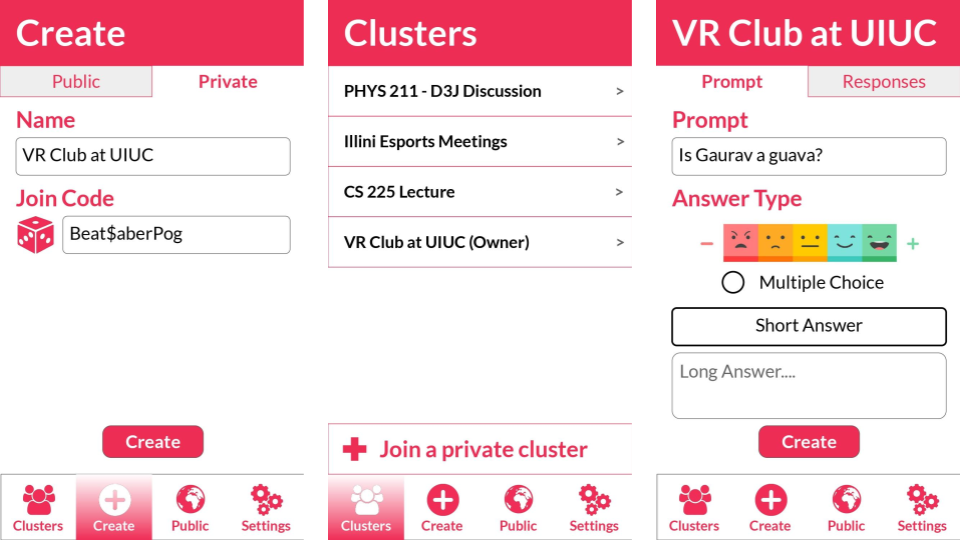 Create
Public
Private
Name
VR Club at UIUC
Join Code
Beat$aberPog
Create
Clusters
Create
Public
Settings
Clusters
PHYS 211 - D3J Discussion >
Illini Esports Meetings >
CS 225 Lecture >
VR Club at UIUC (Owner) >
Join a private cluster
Clusters
Create
Public
Settings
VR Club at UIUC
Prompt
Responses
Prompt
Is Gaurav a guava?
Answer Type
Multiple Choice
Short Answer
Long Answer....
Create
Clusters
Create
Public
Settings